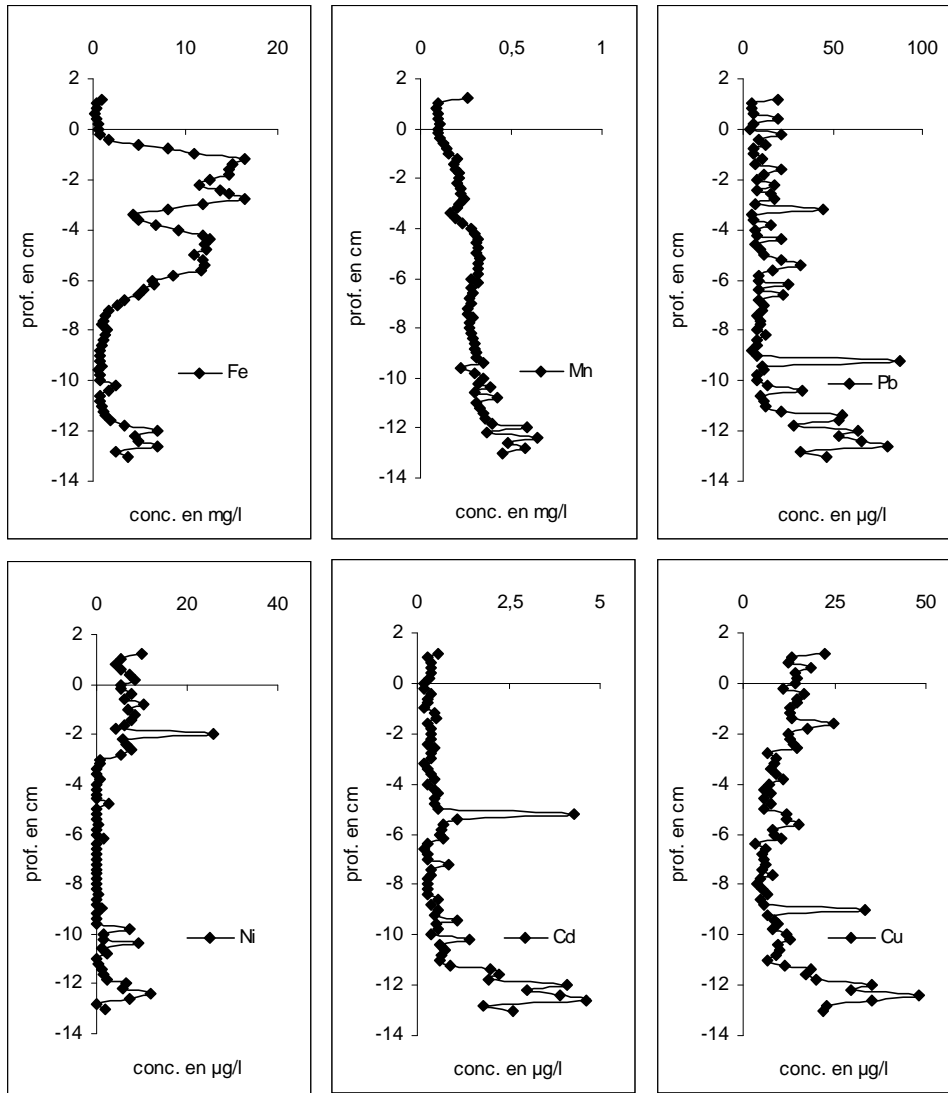 0 10 20
2
0
-2
-4
-6
-8
-10
-12
-14
prof. en cm
Fe
conc. en mg/l
0 0,5 1
2
0
-2
-4
-6
-8
-10
-12
-14
prof. en cm
Mn
conc. en mg/l
0 50 100
2
0
-2
-4
-6
-8
-10
-12
-14
prof. en cm
Pb
conc. en µg/l
0 20 40
2
0
-2
-4
-6
-8
-10
-12
-14
prof. en cm
Ni
conc. en µg/l
0 2,5 5
2
0
-2
-4
-6
-8
-10
-12
-14
prof. en cm
Cd
conc. en µg/l
0 25 50
2
0
-2
-4
-6
-8
-10
-12
-14
prof. en cm
Cu
conc. en µg/l